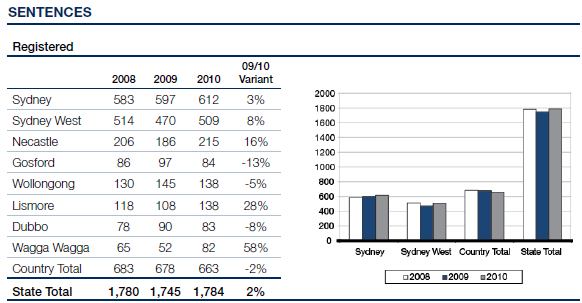 SENTENCES
Registered
2008 2009 2010 09/10 Variant
Sydney 583 597 612 3%
Sydney West 514 470 509 8%
Necastle 206 186 215 16%
Gosford 86 97 84 -13%
Wollongong 130 145 138 -5%
Lismore 118 108 138 28%
Dubbo 78 90 83 -8%
Wagga Wagga 65 52 82 58%
Country Total 683 678 663 -2%
State Total 1,780 1,745 1,784 2%
2000
1800
1600
1400
1200
1000
800
600
400
200
0
Sydney Sydney West Country Total State Total
2008 2009 2010